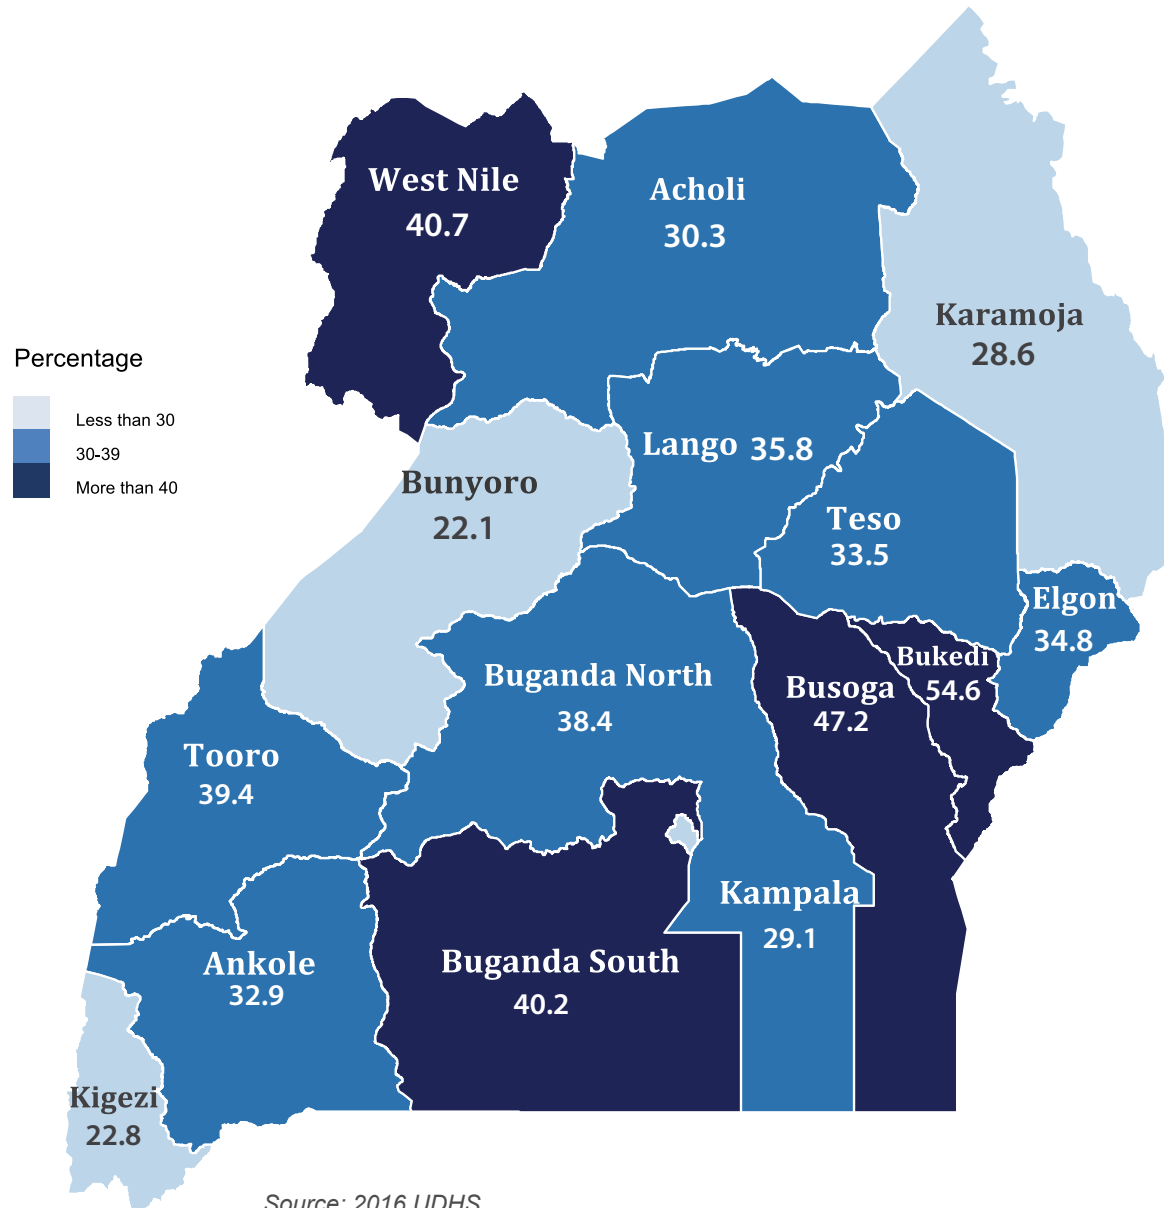 West Nile
40.7
Acholi
30.3
Karamoja
28.6
Percentage
Less than 30
30-39
More than 40
Lango 35.8
Bunyoro
22.1
Teso
33.5
Elgon
34.8
Bukedi
54.6
Buganda North
38.4
Busoga
47.2
Tooro
39.4
Kampala
29.1
Buganda South
40.2
Ankole
32.9
Kigezi
22.8
Source: 2016 UDHS